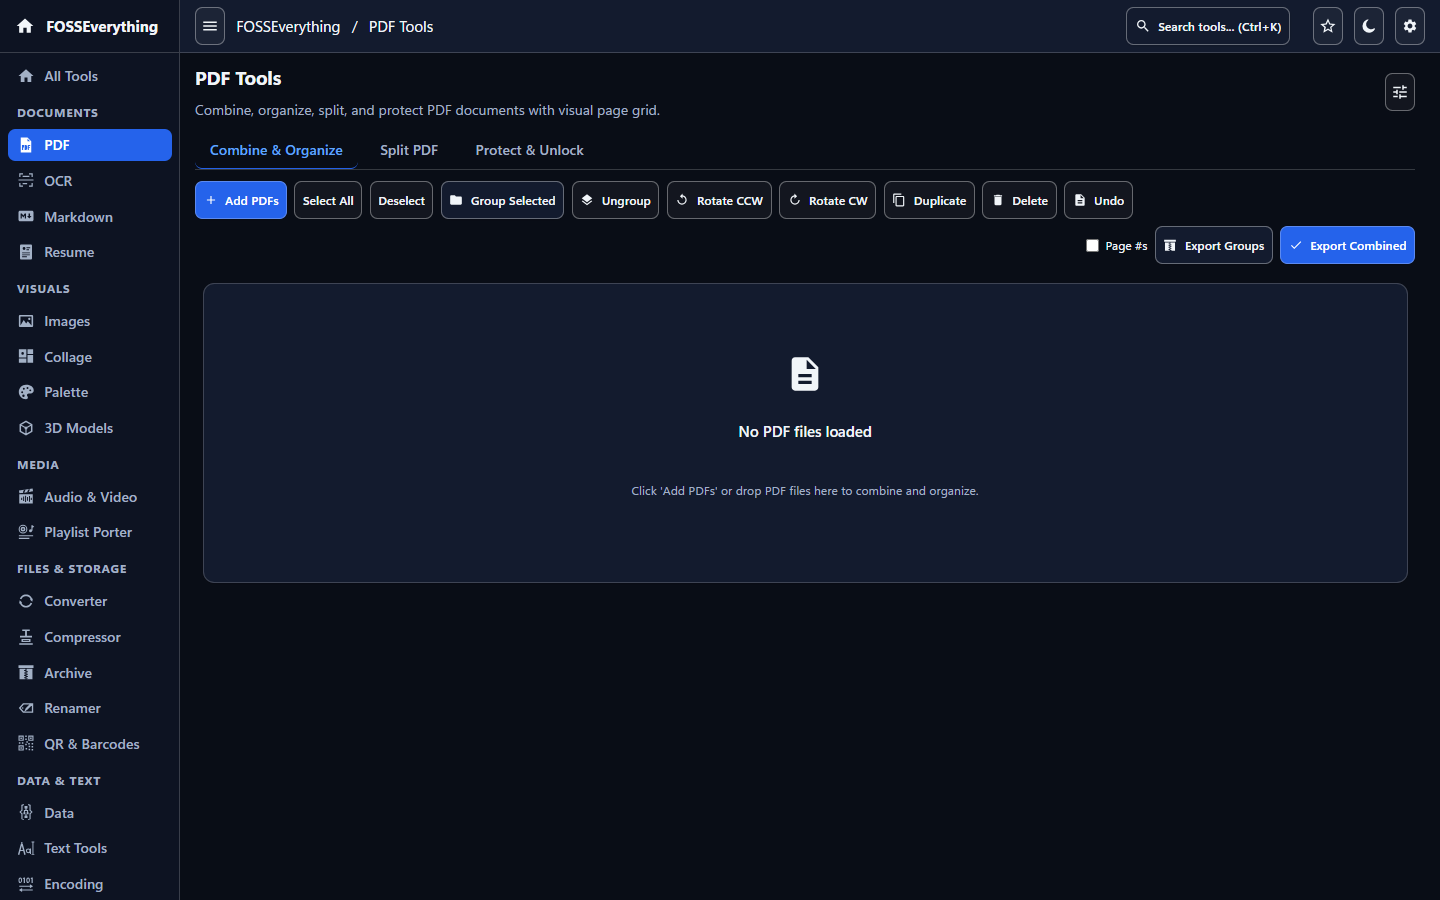 FOSSEverything
FOSSEverything / PDF Tools
Search tools... (Ctrl+K)
All Tools
DOCUMENTS
PDF
OCR
Markdown
Resume
VISUALS
Images
Collage
Palette
3D Models
MEDIA
Audio & Video
Playlist Porter
FILES & STORAGE
Converter
Compressor
Archive
Renamer
QR & Barcodes
DATA & TEXT
Data
Text Tools
Encoding
PDF Tools
Combine, organize, split, and protect PDF documents with visual page grid.
Combine & Organize Split PDF Protect & Unlock
Add PDFs Select All Deselect Group Selected Ungroup Rotate CCW Rotate CW Duplicate Delete Undo
Page #s Export Groups Export Combined
No PDF files loaded
Click 'Add PDFs' or drop PDF files here to combine and organize.